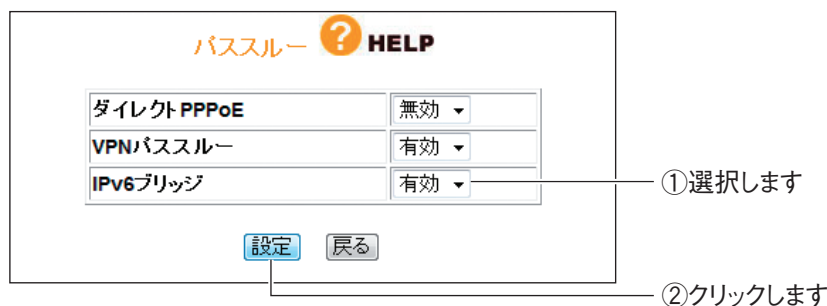 パススルー ? HELP
ダイレクトPPPoE 無効
VPNパススルー 有効
IPv6ブリッジ 有効
①選択します
設定 戻る
②クリックします